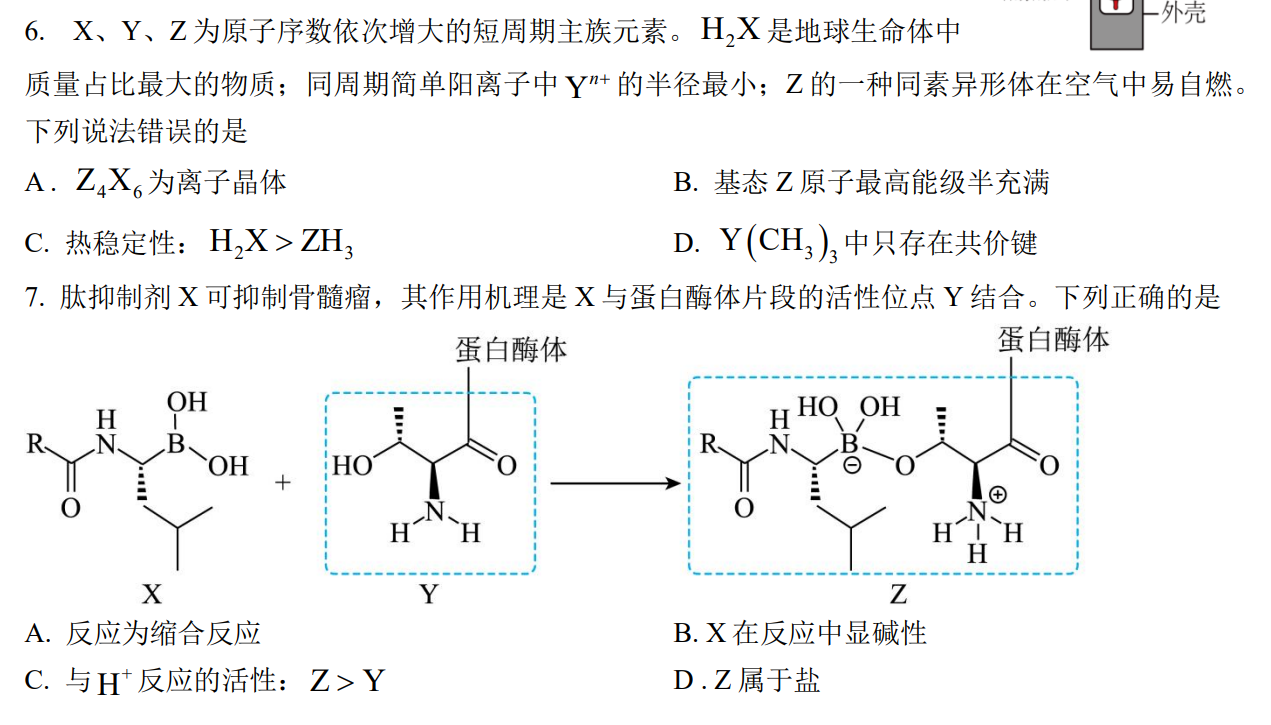 外壳
6. X、Y、Z为原子序数依次增大的短周期主族元素。H₂X是地球生命体中
质量占比最大的物质；同周期简单阳离子中Yⁿ⁺的半径最小；Z的一种同素异形体在空气中易自燃。
下列说法错误的是
A. Z₄X₆为离子晶体 B. 基态Z原子最高能级半充满
C. 热稳定性：H₂X > ZH₃ D. Y(CH₃)₃中只存在共价键
7. 肽抑制剂X可抑制骨髓瘤，其作用机理是X与蛋白酶体片段的活性位点Y结合。下列正确的是
蛋白酶体 蛋白酶体
OH HO OH
H H
R N B OH + HO O R N B ⊖ O O
O N O N ⊕
H H H H
H
X Y Z
A. 反应为缩合反应 B. X在反应中显碱性
C. 与H⁺反应的活性：Z > Y D. Z属于盐